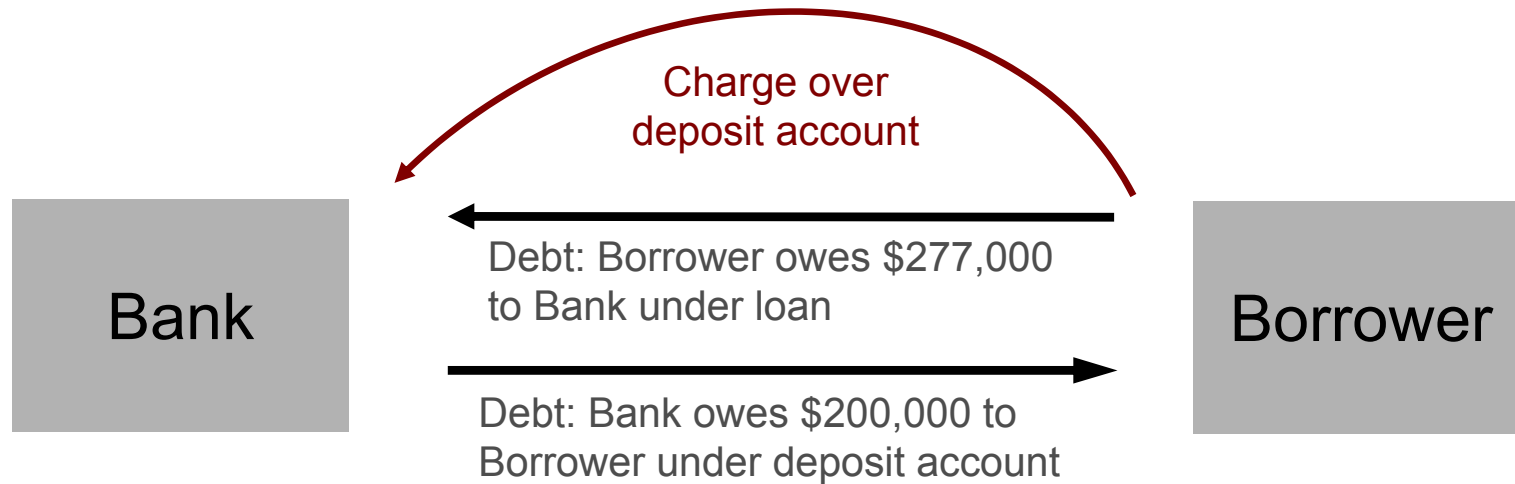 Charge over
deposit account
Bank
Debt: Borrower owes $277,000
to Bank under loan
Borrower
Debt: Bank owes $200,000 to
Borrower under deposit account